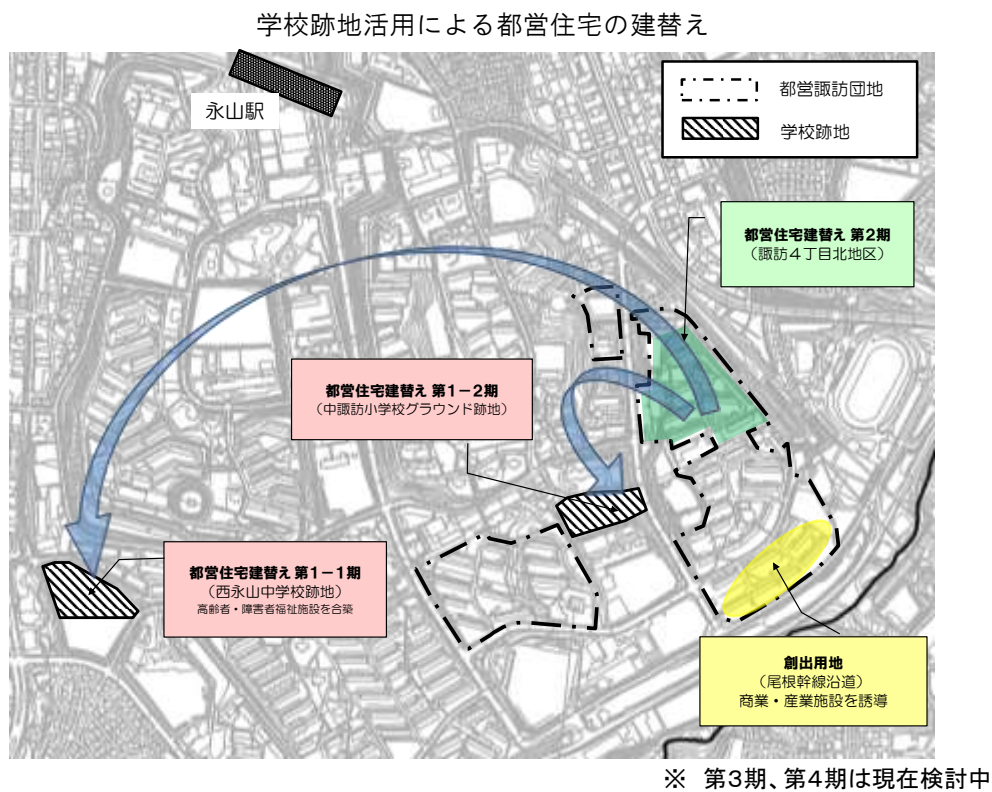 学校跡地活用による都営住宅の建替え
永山駅
都営諏訪団地
学校跡地
都営住宅建替え 第2期
（諏訪４丁目北地区）
都営住宅建替え 第1－2期
（中諏訪小学校グラウンド跡地）
都営住宅建替え 第1－1期
（西永山中学校跡地）
高齢者・障害者福祉施設を合築
創出用地
（尾根幹線沿道）
商業・産業施設を誘導
※　第3期、第4期は現在検討中